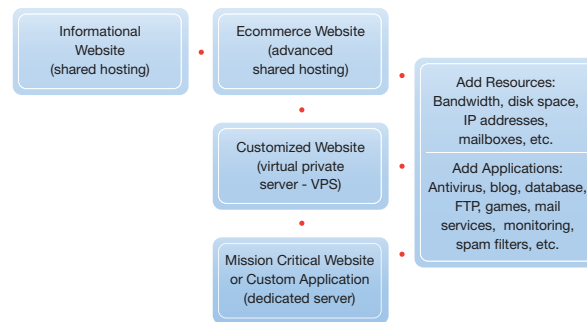 Informational
Website
(shared hosting)
Ecommerce Website
(advanced
shared hosting)
Customized Website
(virtual private
server - VPS)
Mission Critical Website
or Custom Application
(dedicated server)
Add Resources:
Bandwidth, disk space,
IP addresses,
mailboxes, etc.
Add Applications:
Antivirus, blog, database,
FTP, games, mail
services, monitoring,
spam filters, etc.